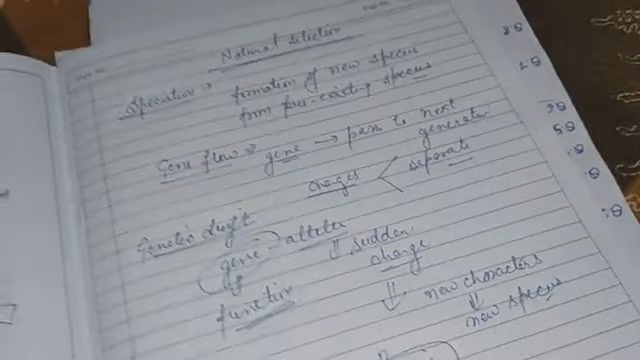 Natural selection
Speciation : formation of new species
from pre-existing species
Gene flow : gene → pass to next
generation
changes
separate
Genetic drift
gene alter
⇓ sudden
change
function
⇓ new characters
⇓
new species